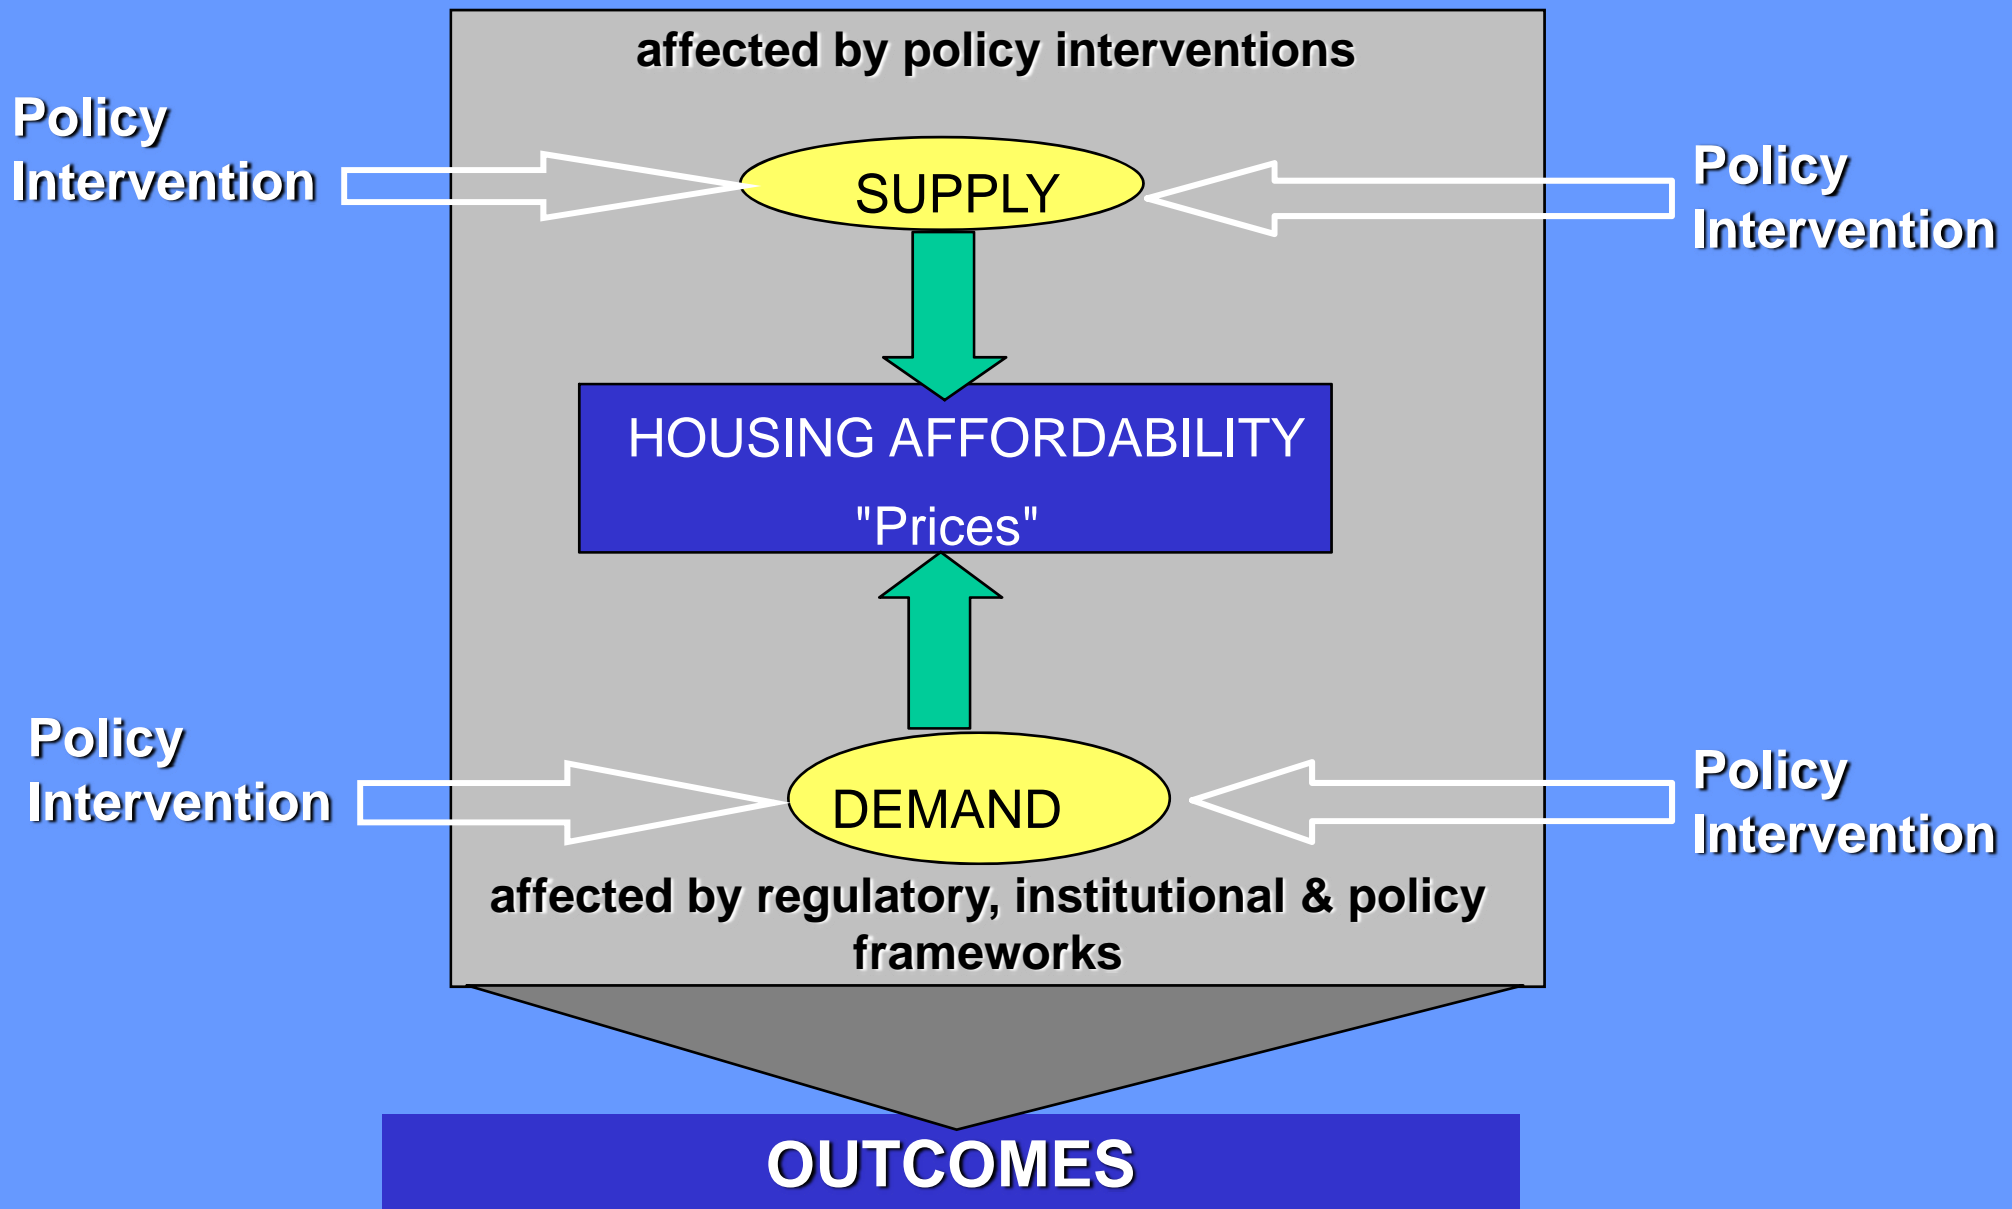 affected by policy interventions
Policy
Intervention
SUPPLY
Policy
Intervention
HOUSING AFFORDABILITY
"Prices"
Policy
Intervention
DEMAND
Policy
Intervention
affected by regulatory, institutional & policy
frameworks
OUTCOMES